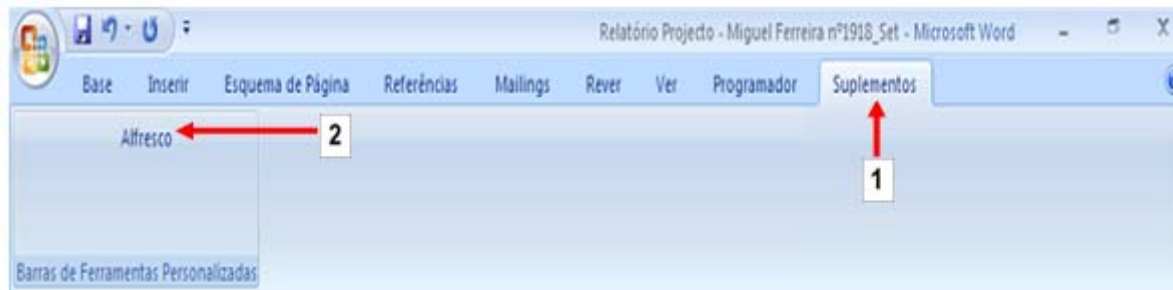 Relatório Projecto - Miguel Ferreira nº1918_Set - Microsoft Word
Base Inserir Esquema de Página Referências Mailings Rever Ver Programador Suplementos
Alfresco
2
1
Barras de Ferramentas Personalizadas